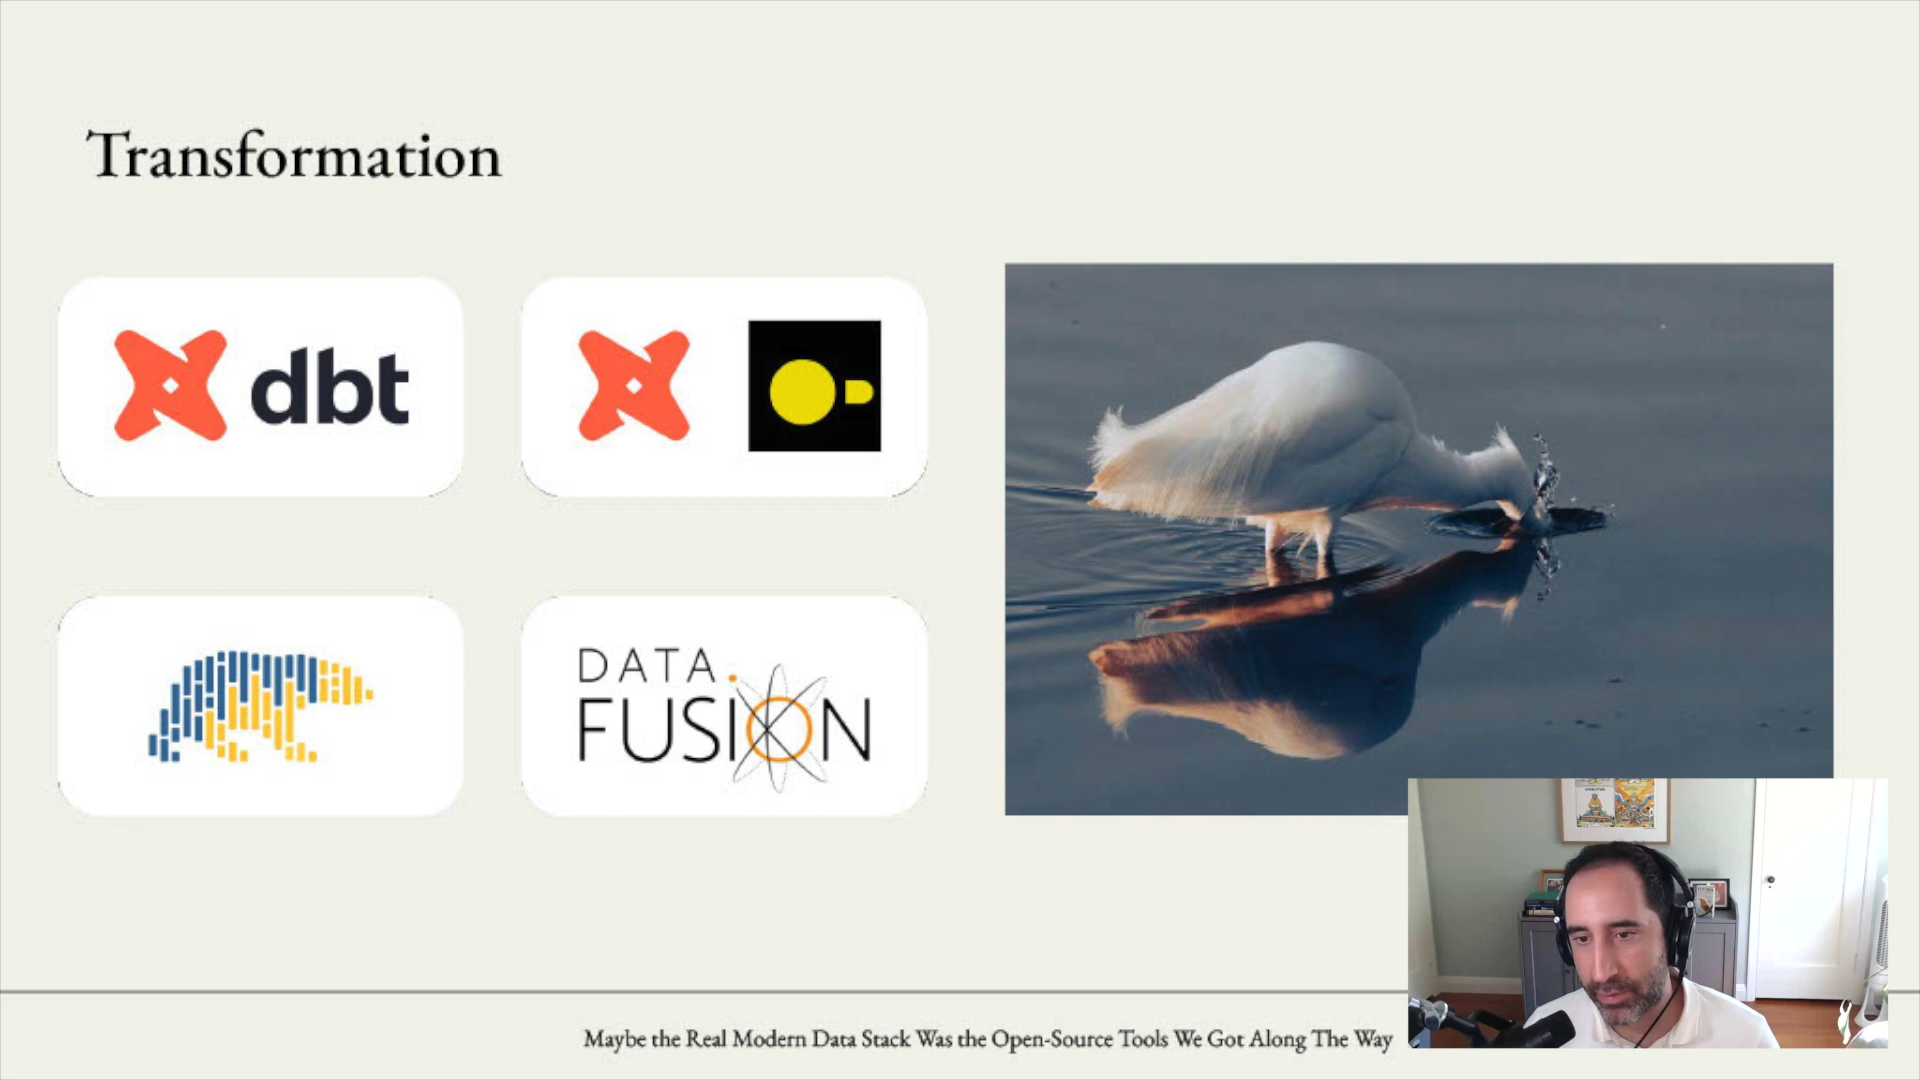 Transformation
dbt
DATA
FUSION
Maybe the Real Modern Data Stack Was the Open-Source Tools We Got Along The Way